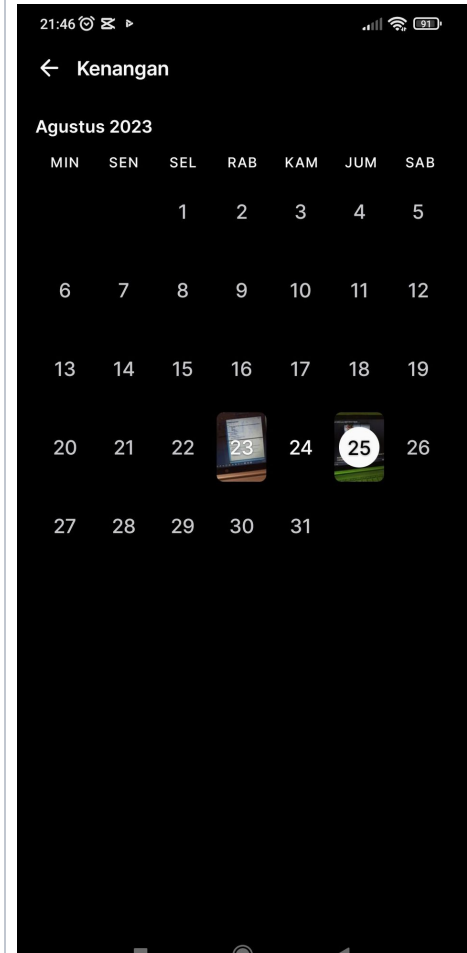 21:46 91
Kenangan
Agustus 2023
MIN SEN SEL RAB KAM JUM SAB
1 2 3 4 5
6 7 8 9 10 11 12
13 14 15 16 17 18 19
20 21 22 23 24 25 26
27 28 29 30 31